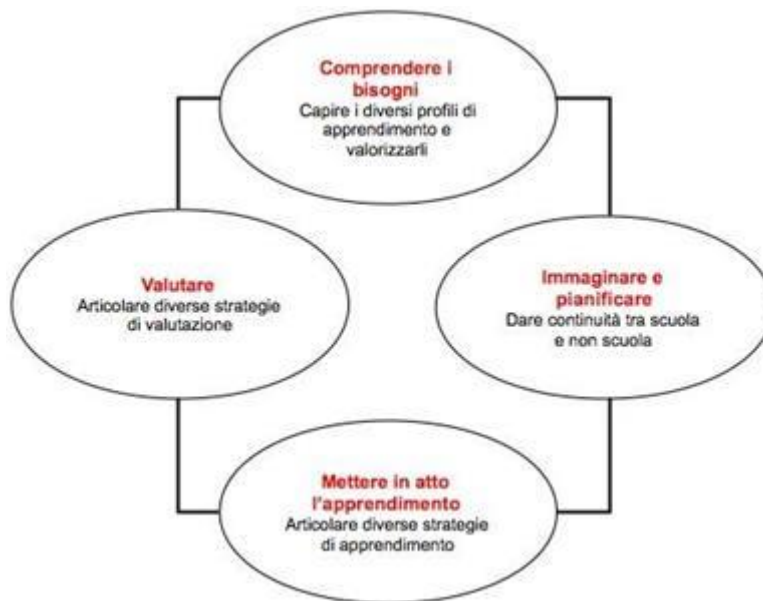 Comprendere i
bisogni
Capire i diversi profili di
apprendimento e
valorizzarli
Valutare
Articolare diverse strategie
di valutazione
Immaginare e
pianificare
Dare continuità tra scuola
e non scuola
Mettere in atto
l'apprendimento
Articolare diverse strategie
di apprendimento